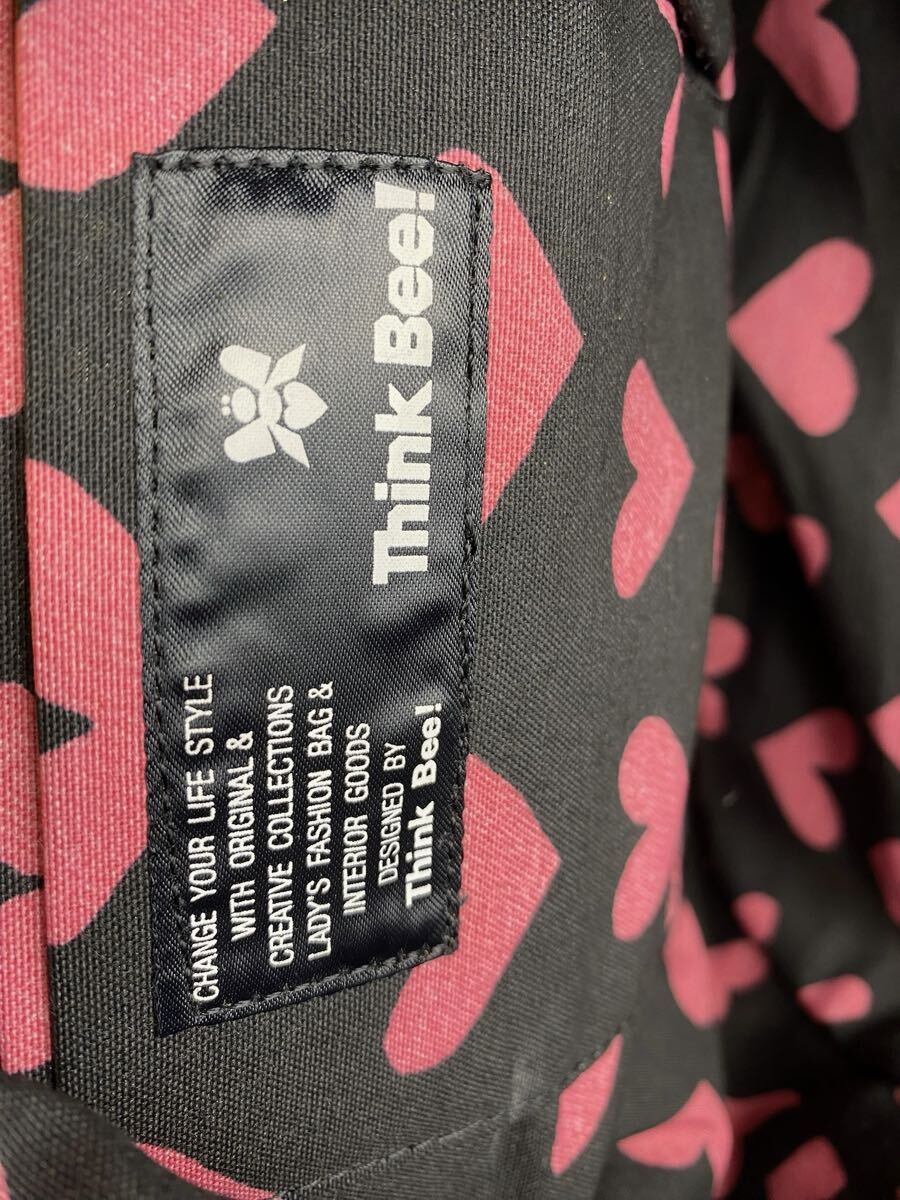 CHANGE YOUR LIFE STYLE
WITH ORIGINAL &
CREATIVE COLLECTIONS
LADY'S FASHION BAG &
INTERIOR GOODS
DESIGNED BY
Think Bee!
Think Bee!